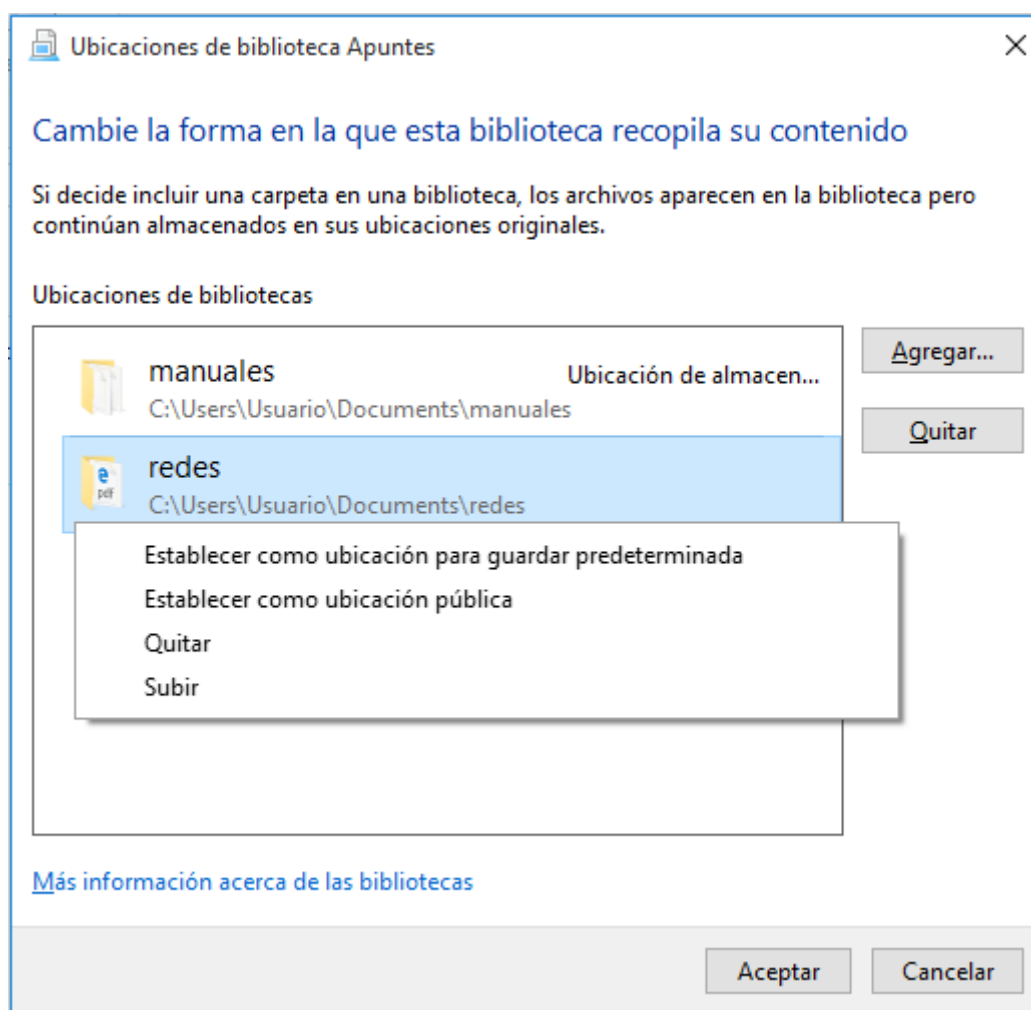 Ubicaciones de biblioteca Apuntes
Cambie la forma en la que esta biblioteca recopila su contenido
Si decide incluir una carpeta en una biblioteca, los archivos aparecen en la biblioteca pero
continúan almacenados en sus ubicaciones originales.
Ubicaciones de bibliotecas
manuales
Ubicación de almacen...
C:\Users\Usuario\Documents\manuales
Agregar...
Quitar
redes
pdf
C:\Users\Usuario\Documents\redes
Establecer como ubicación para guardar predeterminada
Establecer como ubicación pública
Quitar
Subir
Más información acerca de las bibliotecas
Aceptar
Cancelar